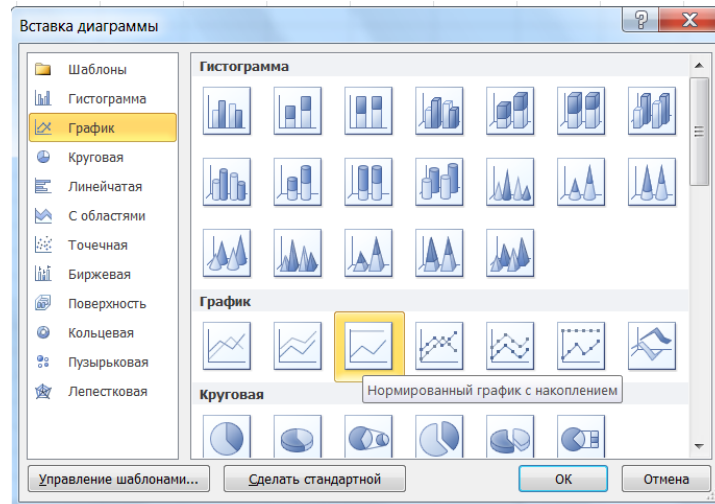 Вставка диаграммы
Шаблоны
Гистограмма
График
Круговая
Линейчатая
С областями
Точечная
Биржевая
Поверхность
Кольцевая
Пузырьковая
Лепестковая
Гистограмма
График
Нормированный график с накоплением
Круговая
Управление шаблонами...
Сделать стандартной
ОК
Отмена